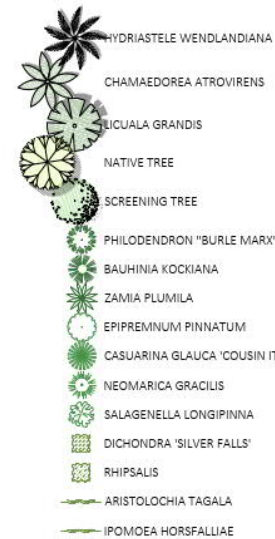 HYDRIASTELE WENDLANDIANA
CHAMAEDOREA ATROVIRENS
LICUALA GRANDIS
NATIVE TREE
SCREENING TREE
PHILODENDRON "BURLE MARX"
BAUHINIA KOCKIANA
ZAMIA PLUMILA
EPIPREMNUM PINNATUM
CASUARINA GLAUCA 'COUSIN IT
NEOMARICA GRACILIS
SALAGENELLA LONGIPINNA
DICHONDRA 'SILVER FALLS'
RHIPSALIS
ARISTOLOCHIA TAGALA
IPOMOEA HORSFALLIAE